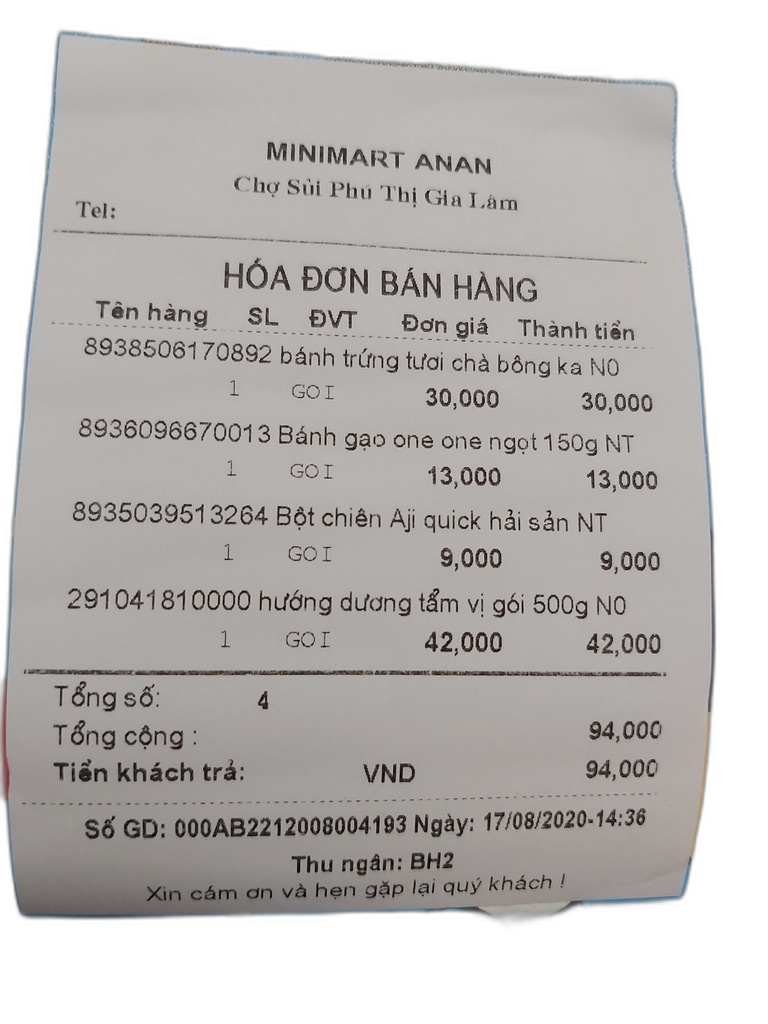 MINIMART ANAN
Chợ Sủi Phú Thị Gia Lâm
Tel:
HÓA ĐƠN BÁN HÀNG
Tên hàng SL ĐVT Đơn giá Thành tiền
8938506170892 bánh trứng tươi chà bông ka N0
1 GOI 30,000 30,000
8936096670013 Bánh gạo one one ngọt 150g NT
1 GOI 13,000 13,000
8935039513264 Bột chiên Aji quick hải sản NT
1 GOI 9,000 9,000
291041810000 hướng dương tẩm vị gói 500g N0
1 GOI 42,000 42,000
Tổng số: 4
Tổng cộng : 94,000
Tiền khách trả: VND 94,000
Số GD: 000AB2212008004193 Ngày: 17/08/2020-14:36
Thu ngân: BH2
Xin cám ơn và hẹn gặp lại quý khách !